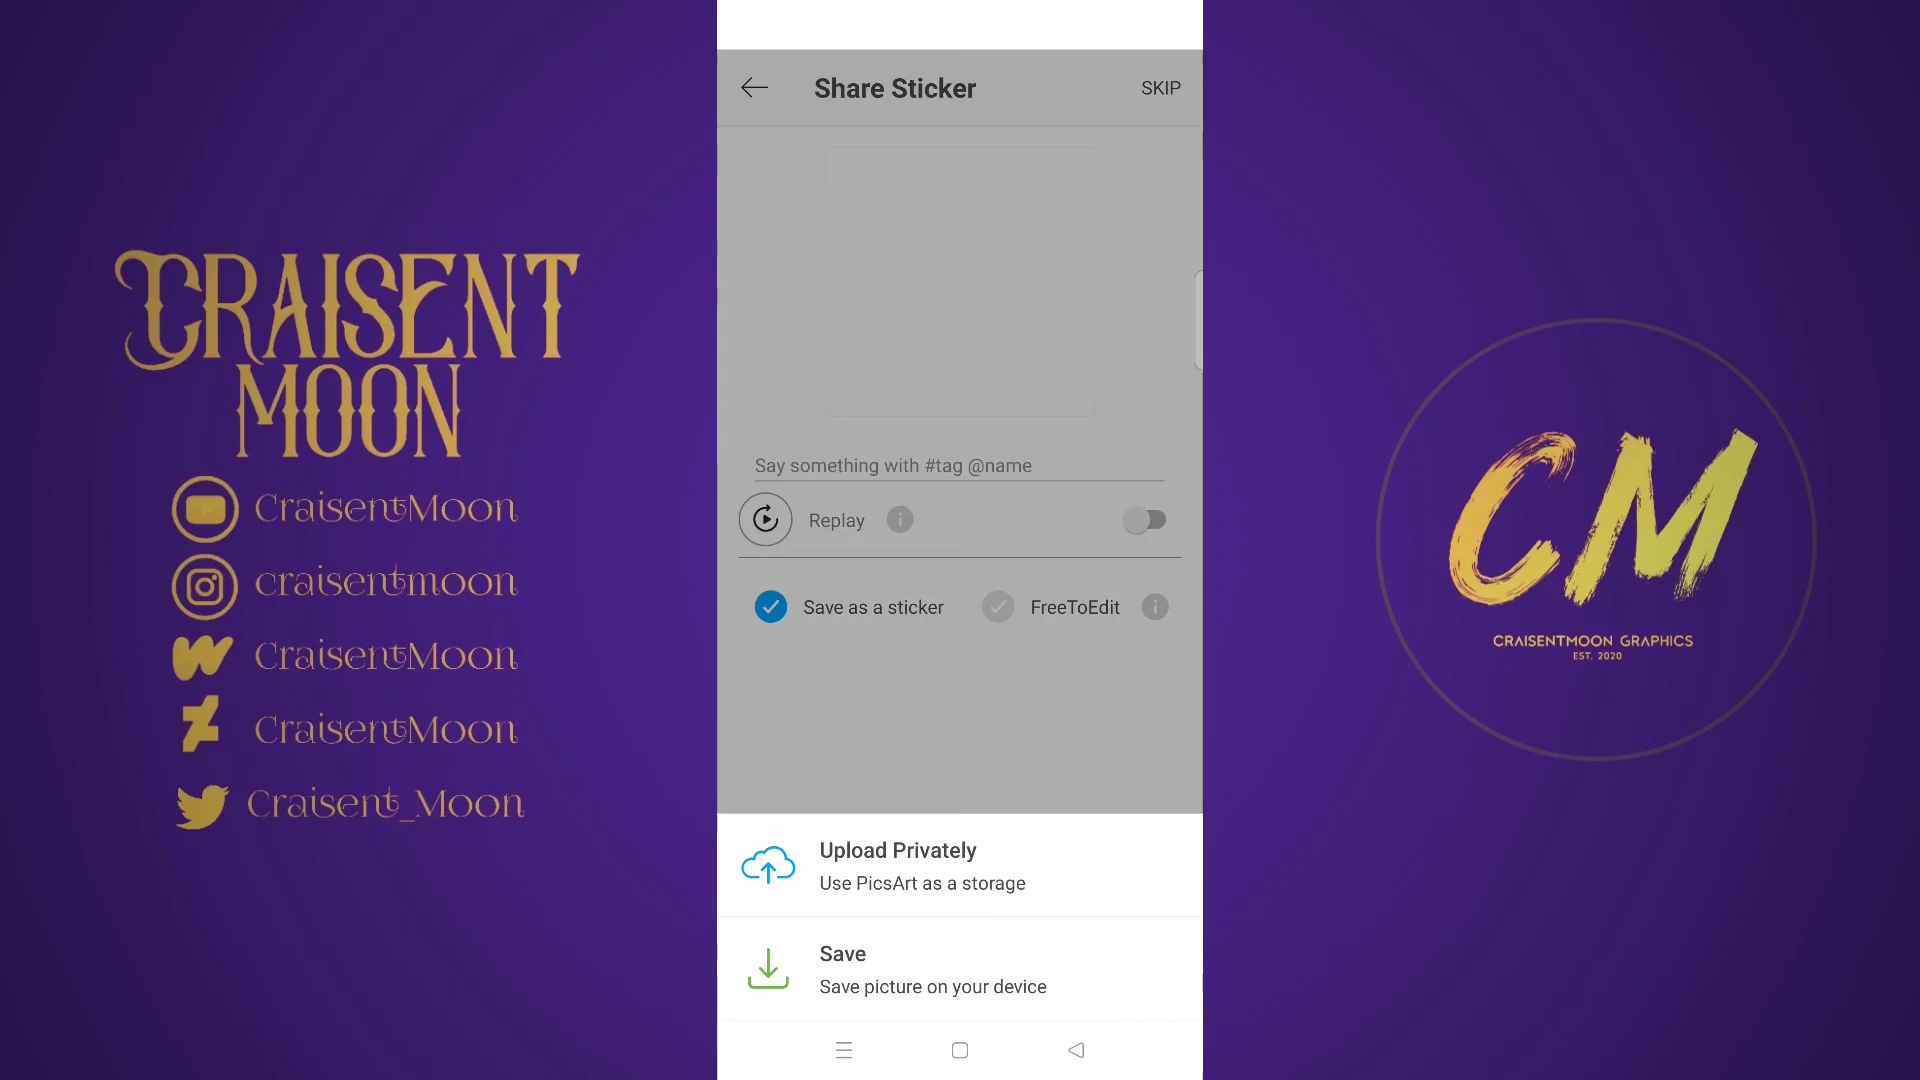 CRAISENT
MOON
CraisentMoon
craisentmoon
CraisentMoon
CraisentMoon
Craisent_Moon
Share Sticker
SKIP
Say something with #tag @name
Replay
Save as a sticker
FreeToEdit
Upload Privately
Use PicsArt as a storage
Save
Save picture on your device
CM
CRAISENTMOON GRAPHICS
EST. 2020